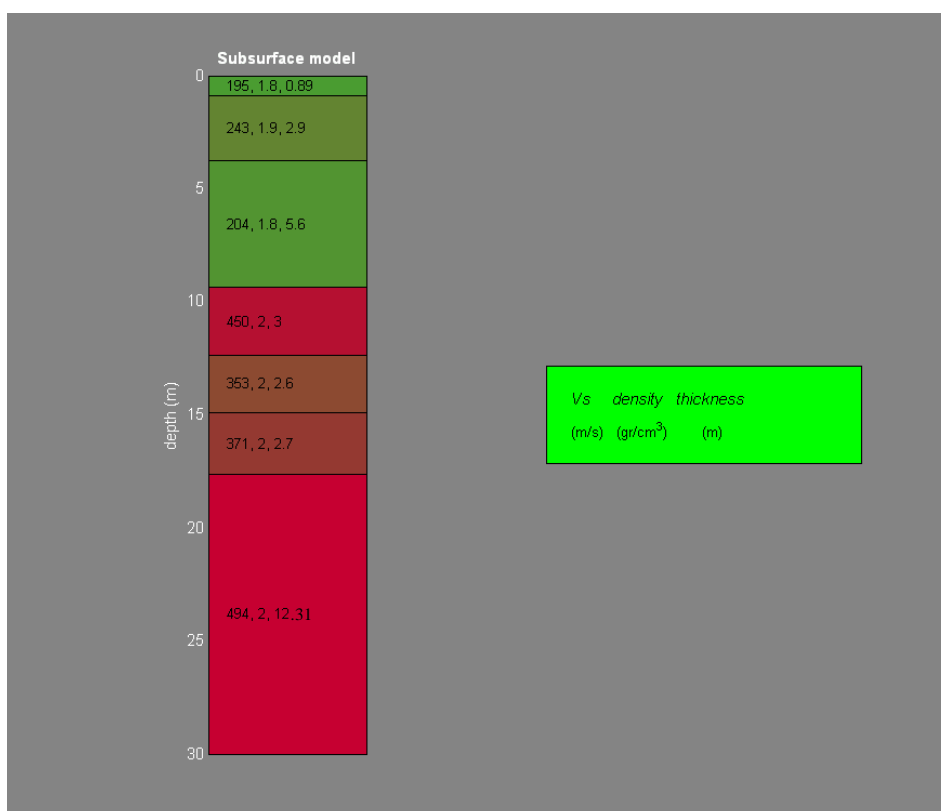 Subsurface model
0
195, 1.8, 0.89
243, 1.9, 2.9
5
204, 1.8, 5.6
10
450, 2, 3
353, 2, 2.6
15
depth (m)
371, 2, 2.7
20
494, 2, 12.31
25
30
Vs density thickness
(m/s) (gr/cm³) (m)